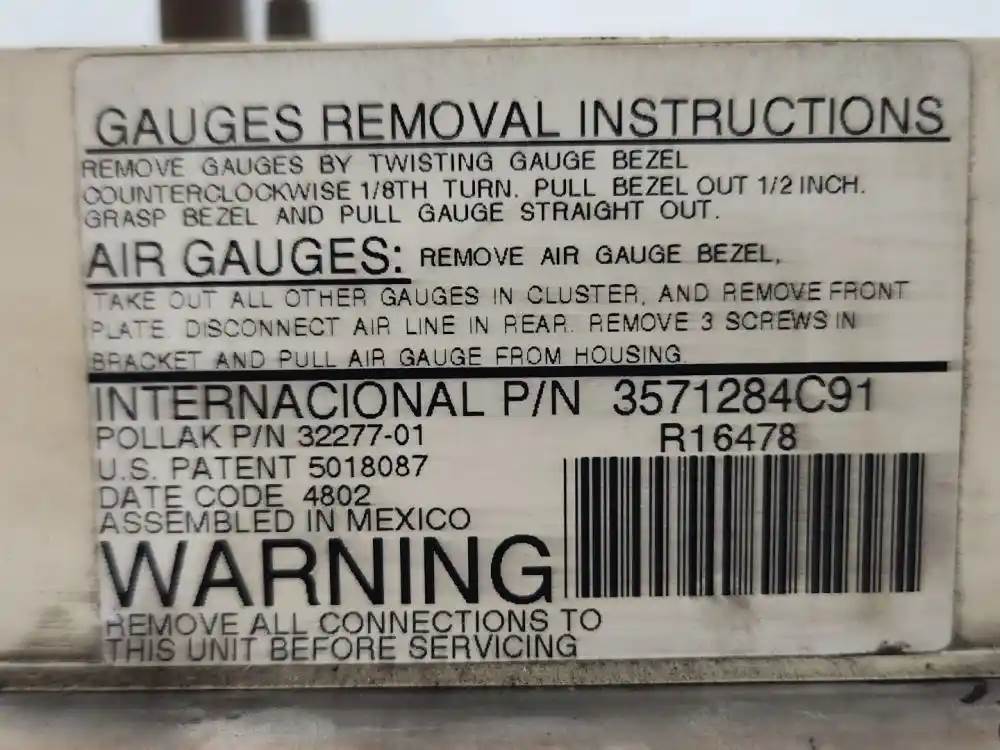 GAUGES REMOVAL INSTRUCTIONS
REMOVE GAUGES BY TWISTING GAUGE BEZEL
COUNTERCLOCKWISE 1/8TH TURN. PULL BEZEL OUT 1/2 INCH.
GRASP BEZEL AND PULL GAUGE STRAIGHT OUT.
AIR GAUGES: REMOVE AIR GAUGE BEZEL,
TAKE OUT ALL OTHER GAUGES IN CLUSTER, AND REMOVE FRONT
PLATE. DISCONNECT AIR LINE IN REAR. REMOVE 3 SCREWS IN
BRACKET AND PULL AIR GAUGE FROM HOUSING.
INTERNACIONAL P/N 3571284C91
POLLAK P/N 32277-01 R16478
U.S. PATENT 5018087
DATE CODE 4802
ASSEMBLED IN MEXICO
WARNING
REMOVE ALL CONNECTIONS TO
THIS UNIT BEFORE SERVICING